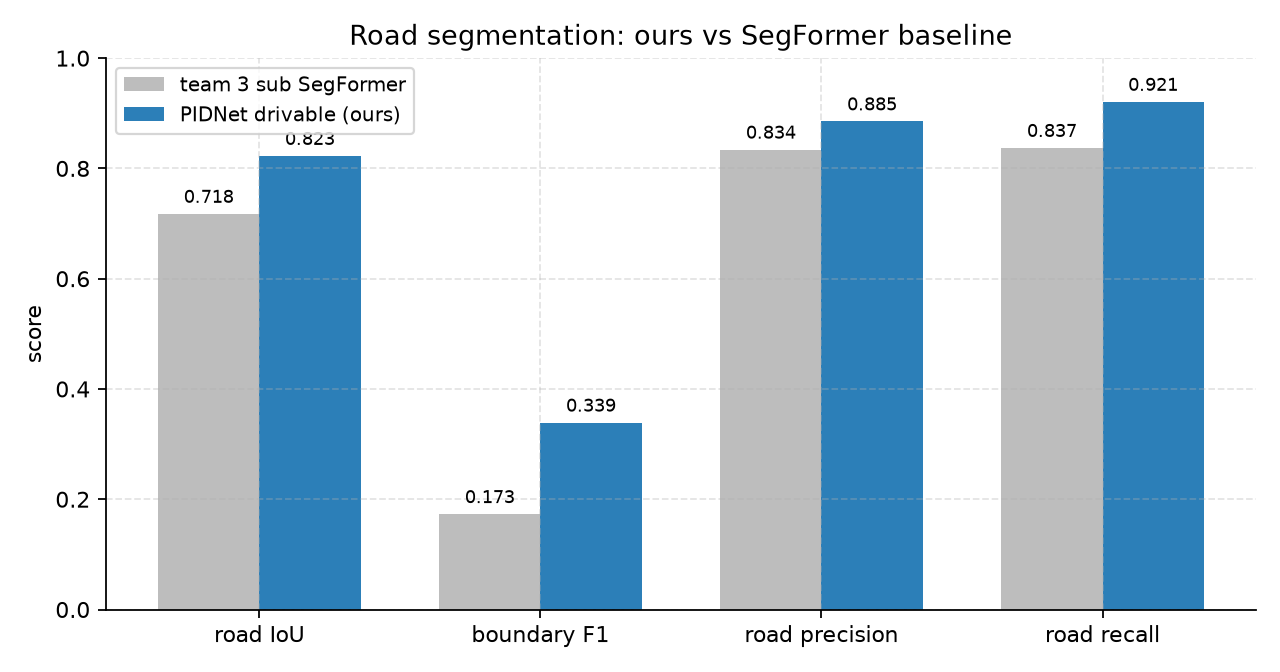 Road segmentation: ours vs SegFormer baseline
team 3 sub SegFormer
PIDNet drivable (ours)
score
1.0
0.8
0.6
0.4
0.2
0.0
0.718
0.823
0.173
0.339
0.834
0.885
0.837
0.921
road IoU
boundary F1
road precision
road recall